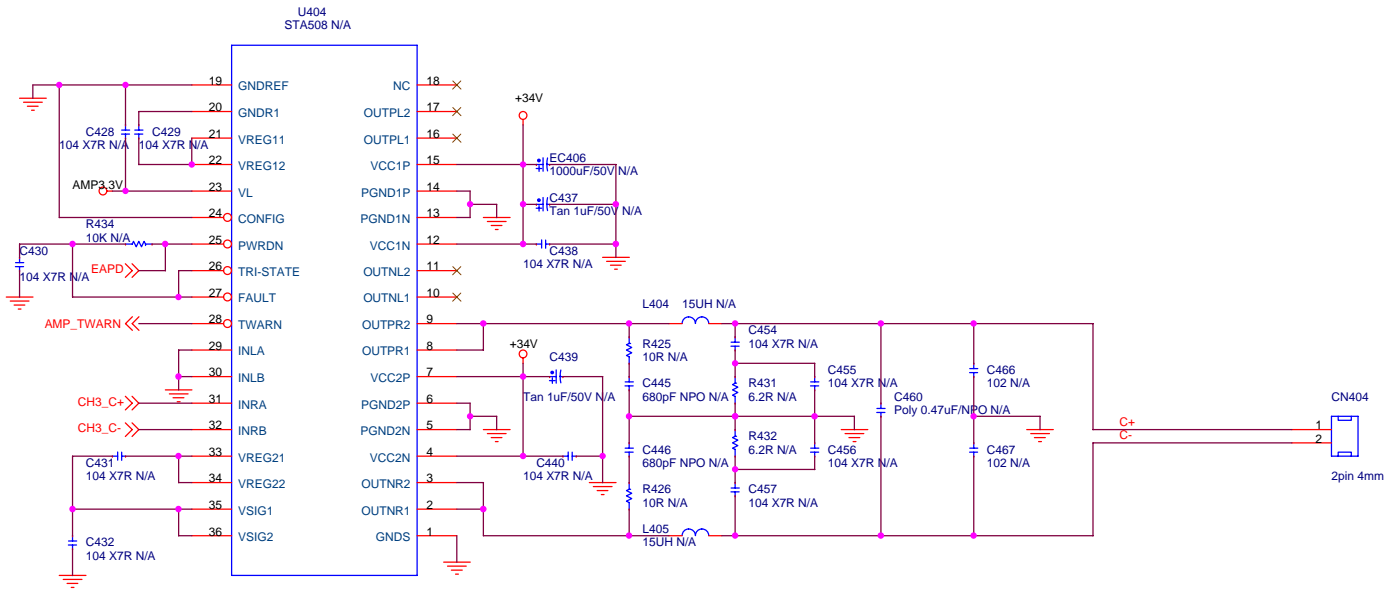 U404
STA508 N/A
19 GNDREF
20 GNDR1
21 VREG11
22 VREG12
23 VL
24 CONFIG
25 PWRDN
26 TRI-STATE
27 FAULT
28 TWARN
29 INLA
30 INLB
31 INRA
32 INRB
33 VREG21
34 VREG22
35 VSIG1
36 VSIG2
NC 18
OUTPL2 17
OUTPL1 16
VCC1P 15
PGND1P 14
PGND1N 13
VCC1N 12
OUTNL2 11
OUTNL1 10
OUTPR2 9
OUTPR1 8
VCC2P 7
PGND2P 6
PGND2N 5
VCC2N 4
OUTNR2 3
OUTNR1 2
GNDS 1
C428
104 X7R N/A
C429
104 X7R N/A
AMP3.3V
R434
10K N/A
C430
104 X7R N/A
EAPD
AMP_TWARN
CH3_C+
CH3_C-
C431
104 X7R N/A
C432
104 X7R N/A
+34V
EC406
1000uF/50V N/A
C437
Tan 1uF/50V N/A
C438
104 X7R N/A
+34V
C439
Tan 1uF/50V N/A
C440
104 X7R N/A
L404 15UH N/A
R425
10R N/A
C445
680pF NPO N/A
C446
680pF NPO N/A
R426
10R N/A
L405
15UH N/A
C454
104 X7R N/A
R431
6.2R N/A
R432
6.2R N/A
C457
104 X7R N/A
C455
104 X7R N/A
C456
104 X7R N/A
C460
Poly 0.47uF/NPO N/A
C466
102 N/A
C467
102 N/A
C+
C-
CN404
1
2
2pin 4mm